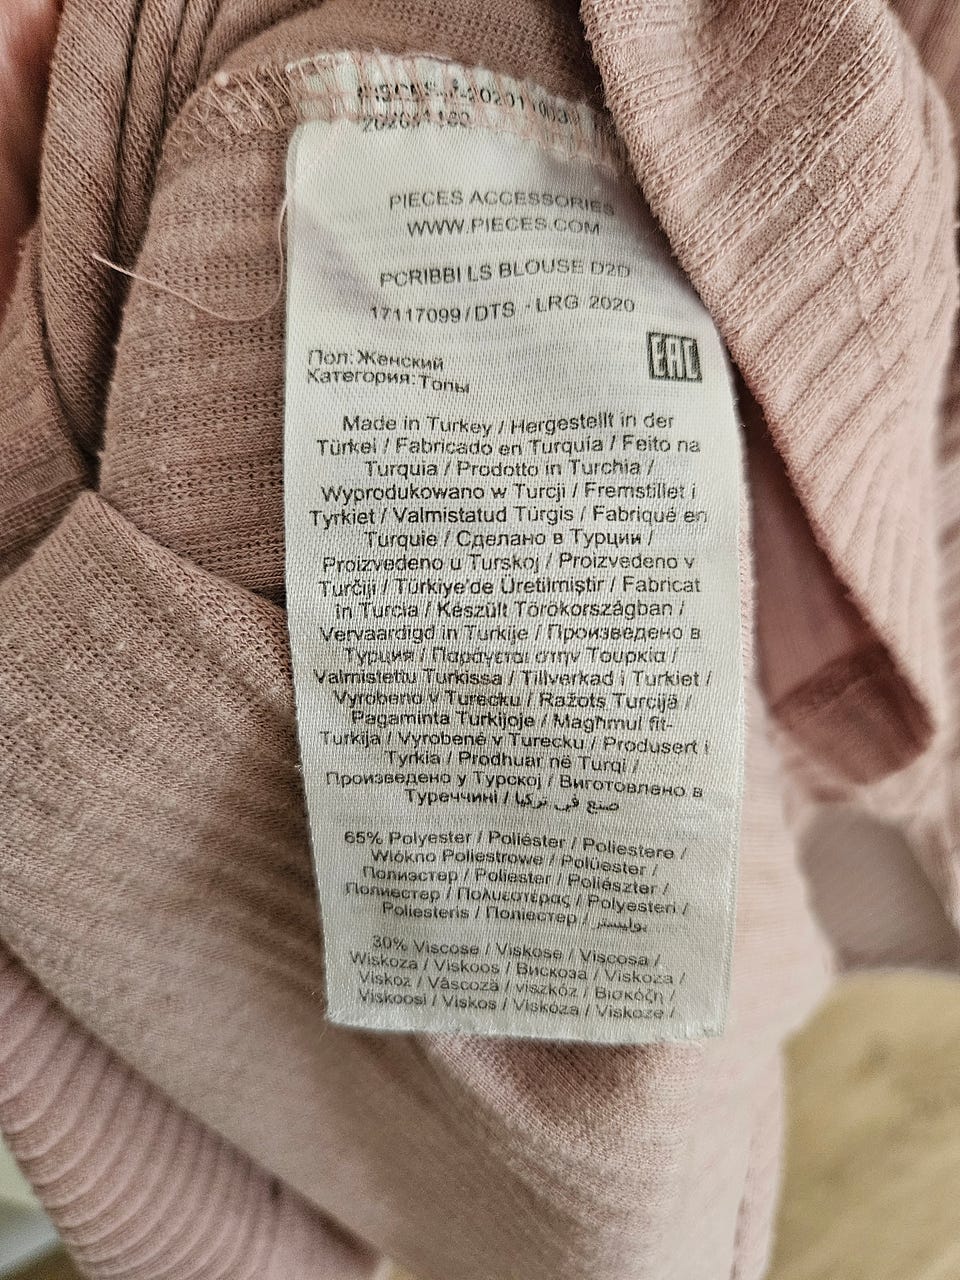 PIECES ACCESSORIES
WWW.PIECES.COM
PCRIBBI LS BLOUSE D2D
17117099/DTS - LRG 2020
Пол: Женский
Категория: Топы
EAC
Made in Turkey / Hergestellt in der
Türkei / Fabricado en Turquía / Feito na
Turquia / Prodotto in Turchia /
Wyprodukowano w Turcji / Fremstillet i
Tyrkiet / Valmistatud Türgis / Fabriqué en
Turquie / Сделано в Турции /
Proizvedeno u Turskoj / Proizvedeno v
Turčiji / Türkiye'de Üretilmiştir / Fabricat
in Turcia / Készült Törökországban /
Vervaardigd in Turkije / Произведено в
Турция / Παράγεται στην Τουρκία /
Valmistettu Turkissa / Tillverkad i Turkiet /
Vyrobeno v Turecku / Ražots Turcijā /
Pagaminta Turkijoje / Magħmul fit-
Turkija / Vyrobené v Turecku / Produsert i
Tyrkia / Prodhuar në Turqi /
Произведено у Турској / Виготовлено в
Туреччині / صنع في تركيا
65% Polyester / Poliéster / Poliestere /
Włókno Poliestrowe / Polüester /
Полиэстер / Poliester / Poliészter /
Полиестер / Πολυεστέρας / Polyesteri /
Poliesteris / Поліестер / بوليستر
30% Viscose / Viskose / Viscosa /
Wiskoza / Viskoos / Вискоза / Viskoza /
Viskoz / Vâscoză / viszkóz / Βισκόζη /
Viskoosi / Viskos / Viskóza / Viskoze /